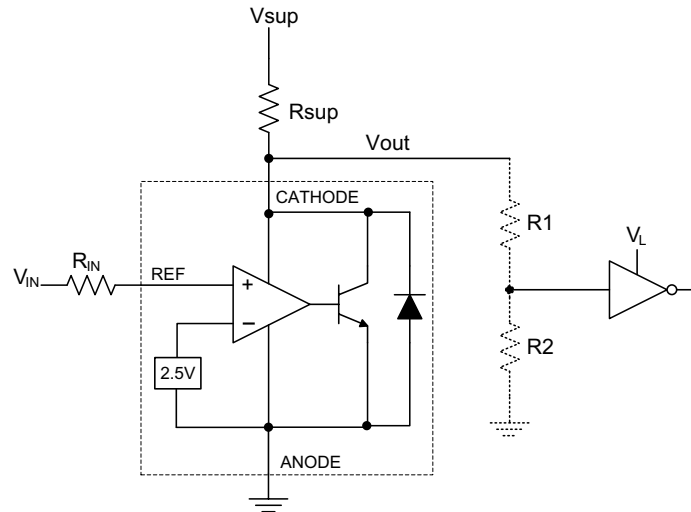 Vsup
Rsup
Vout
CATHODE
R1
RIN
VL
VIN
REF
+
–
R2
2.5V
ANODE